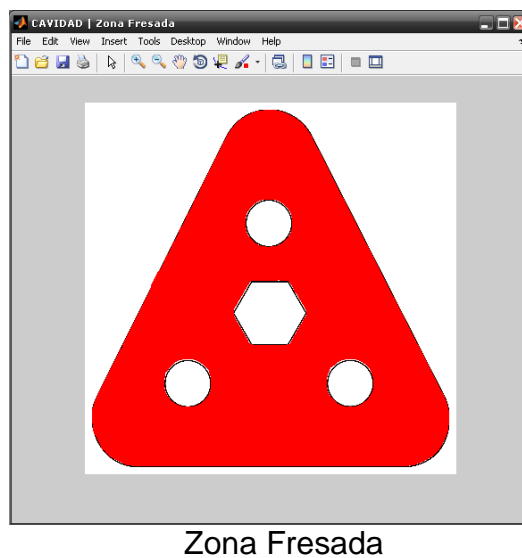 CAVIDAD | Zona Fresada
File Edit View Insert Tools Desktop Window Help
Zona Fresada